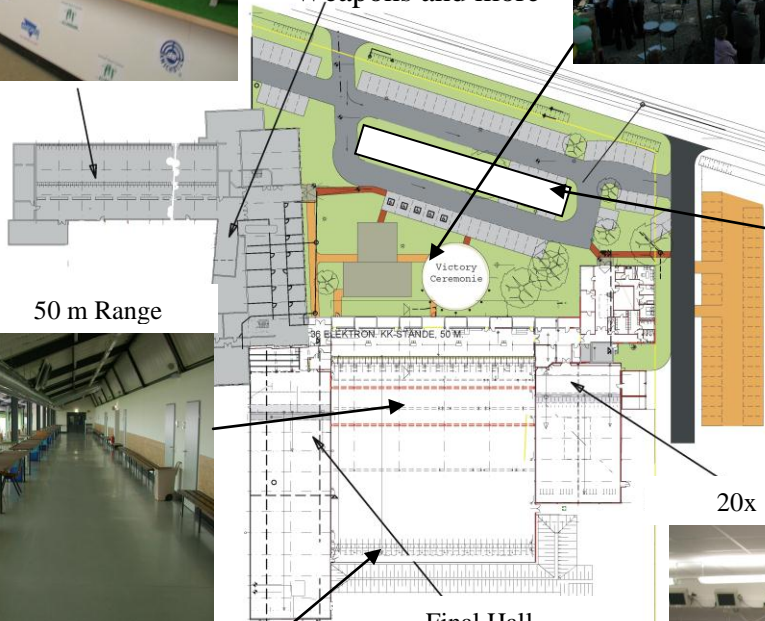 Weapons and more
Victory
Ceremonie
50 m Range
36 ELEKTRON. KK-STÄNDE, 50 M.
20x
Final Hall